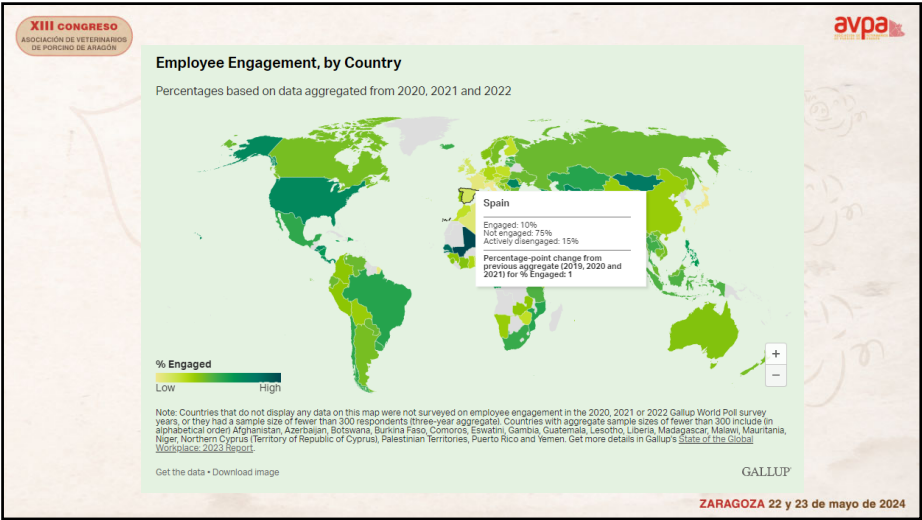 XIII CONGRESO
ASOCIACIÓN DE VETERINARIOS
DE PORCINO DE ARAGÓN
avpa
Employee Engagement, by Country
Percentages based on data aggregated from 2020, 2021 and 2022
Spain
Engaged: 10%
Not engaged: 75%
Actively disengaged: 15%
Percentage-point change from
previous aggregate (2019, 2020 and
2021) for % Engaged: 1
% Engaged
Low High
+
−
Note: Countries that do not display any data on this map were not surveyed on employee engagement in the 2020, 2021 or 2022 Gallup World Poll survey
years, or they had a sample size of fewer than 300 respondents (three-year aggregate). Countries with aggregate sample sizes of fewer than 300 include (in
alphabetical order) Afghanistan, Azerbaijan, Botswana, Burkina Faso, Comoros, Eswatini, Gambia, Guatemala, Lesotho, Liberia, Madagascar, Malawi, Mauritania,
Niger, Northern Cyprus (Territory of Republic of Cyprus), Palestinian Territories, Puerto Rico and Yemen. Get more details in Gallup's State of the Global
Workplace: 2023 Report.
Get the data • Download image
GALLUP
ZARAGOZA 22 y 23 de mayo de 2024